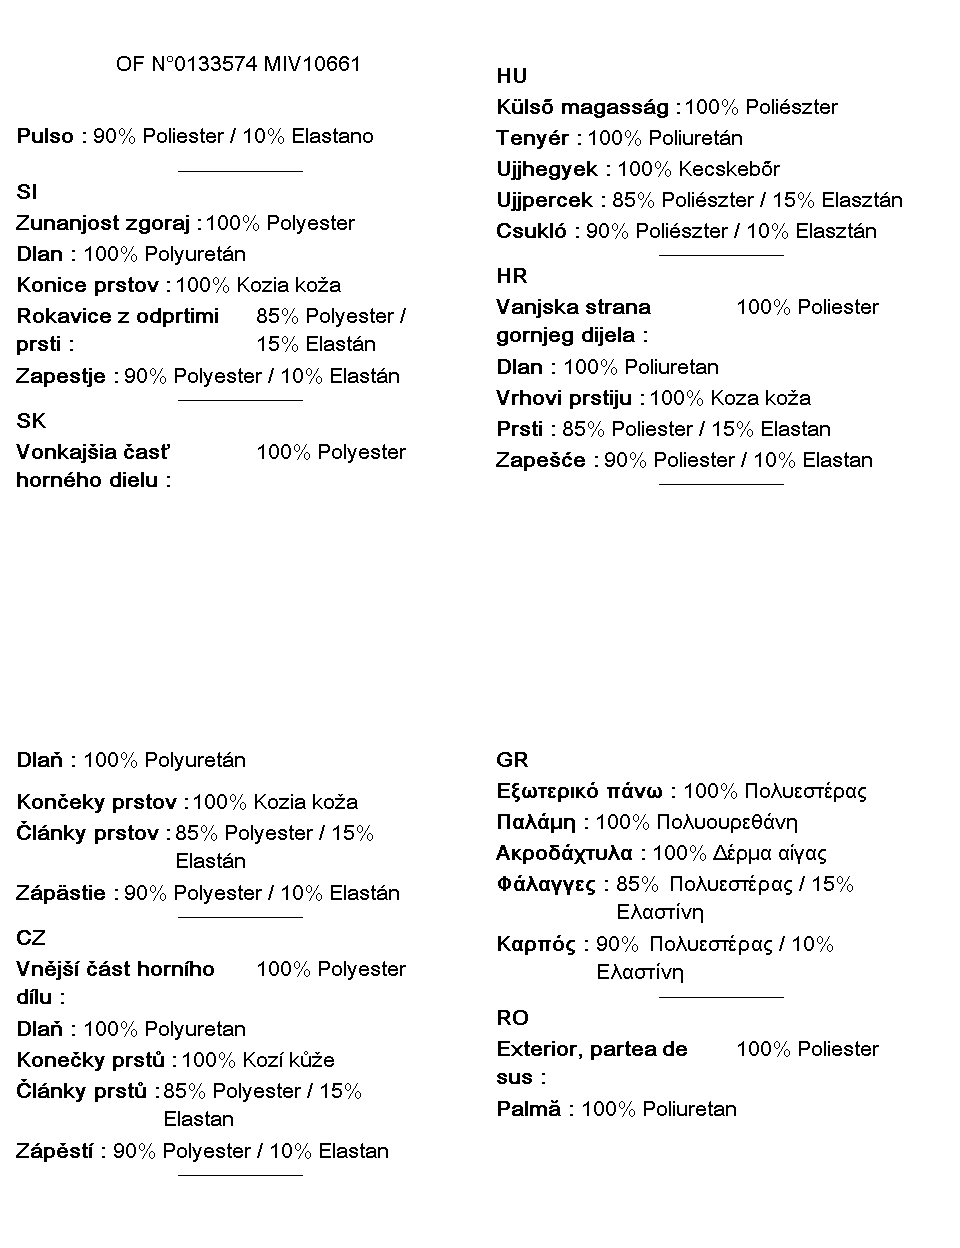 OF N°0133574 MIV10661
Pulso : 90% Poliester / 10% Elastano
SI
Zunanjost zgoraj : 100% Polyester
Dlan : 100% Polyuretán
Konice prstov : 100% Kozia koža
Rokavice z odprtimi 85% Polyester /
prsti : 15% Elastán
Zapestje : 90% Polyester / 10% Elastán
SK
Vonkajšia časť 100% Polyester
horného dielu :
HU
Külső magasság : 100% Poliészter
Tenyér : 100% Poliuretán
Ujjhegyek : 100% Kecskebőr
Ujjpercek : 85% Poliészter / 15% Elasztán
Csukló : 90% Poliészter / 10% Elasztán
HR
Vanjska strana 100% Poliester
gornjeg dijela :
Dlan : 100% Poliuretan
Vrhovi prstiju : 100% Koza koža
Prsti : 85% Poliester / 15% Elastan
Zapešće : 90% Poliester / 10% Elastan
Dlaň : 100% Polyuretán
Končeky prstov : 100% Kozia koža
Články prstov : 85% Polyester / 15%
Elastán
Zápästie : 90% Polyester / 10% Elastán
CZ
Vnější část horního 100% Polyester
dílu :
Dlaň : 100% Polyuretan
Konečky prstů : 100% Kozí kůže
Články prstů : 85% Polyester / 15%
Elastan
Zápěstí : 90% Polyester / 10% Elastan
GR
Εξωτερικό πάνω : 100% Πολυεστέρας
Παλάμη : 100% Πολυουρεθάνη
Ακροδάχτυλα : 100% Δέρμα αίγας
Φάλαγγες : 85% Πολυεστέρας / 15%
Ελαστίνη
Καρπός : 90% Πολυεστέρας / 10%
Ελαστίνη
RO
Exterior, partea de 100% Poliester
sus :
Palmă : 100% Poliuretan